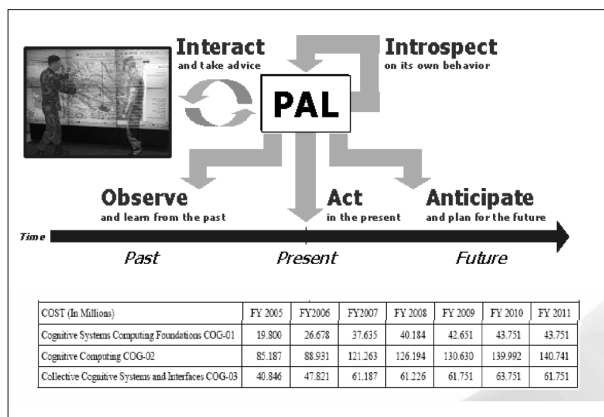 Interact
and take advice
Introspect
on its own behavior
PAL
Observe
and learn from the past
Act
in the present
Anticipate
and plan for the future
Time
Past Present Future
COST (In Millions) FY 2005 FY2006 FY2007 FY 2008 FY 2009 FY 2010 FY 2011
Cognitive Systems Computing Foundations COG-01 19.800 26.678 37.635 40.184 42.651 43.751 43.751
Cognitive Computing COG-02 85.187 88.931 121.263 126.194 130.630 139.992 140.741
Collective Cognitive Systems and Interfaces COG-03 40.846 47.821 61.187 61.226 61.751 63.751 61.751